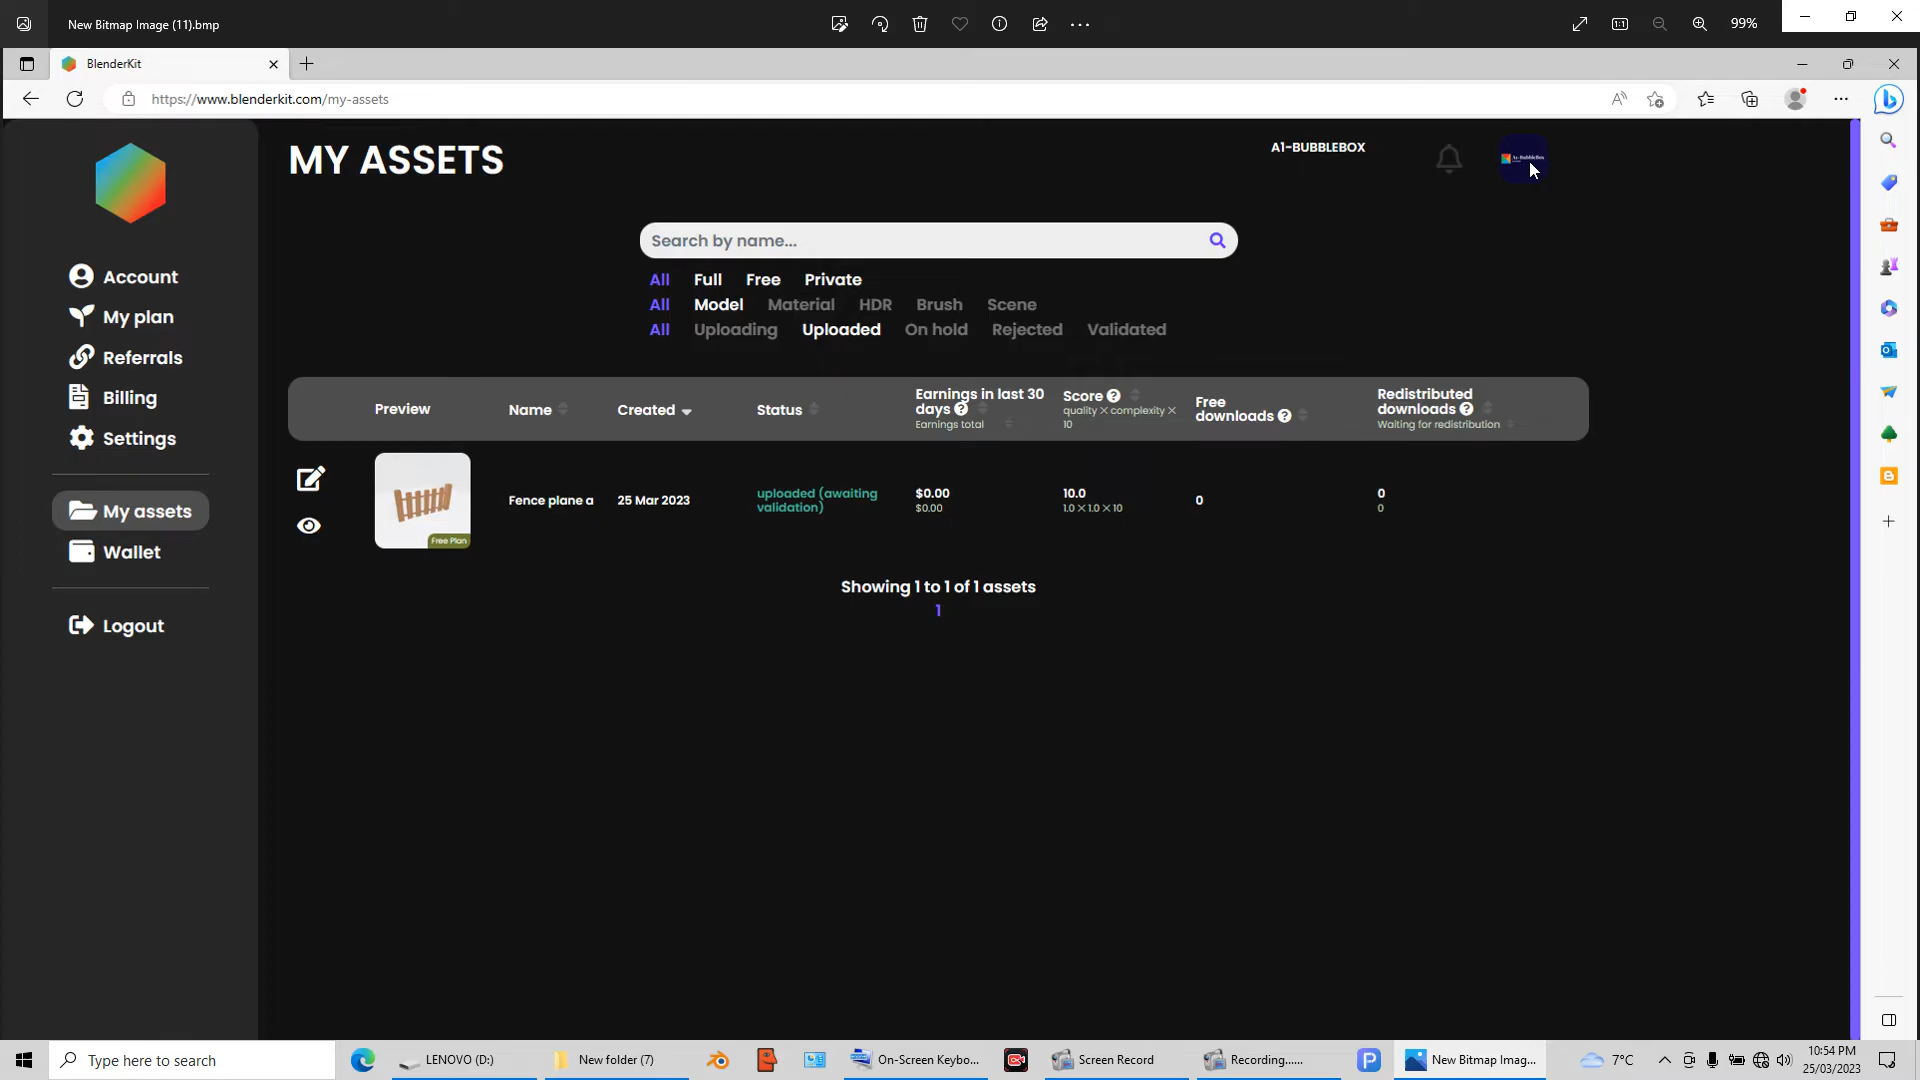 New Bitmap Image (11).bmp
99%
BlenderKit
https://www.blenderkit.com/my-assets
MY ASSETS
A1-BUBBLEBOX
A1-BubbleBox
Search by name...
All Full Free Private
All Model Material HDR Brush Scene
All Uploading Uploaded On hold Rejected Validated
Account
My plan
Referrals
Billing
Settings
My assets
Wallet
Logout
Preview
Name
Created
Status
Earnings in last 30
days ?
Earnings total
Score ?
quality × complexity ×
10
Free
downloads ?
Redistributed
downloads ?
Waiting for redistribution
Free Plan
Fence plane a
25 Mar 2023
uploaded (awaiting
validation)
$0.00
$0.00
10.0
1.0 × 1.0 × 10
0
0
0
Showing 1 to 1 of 1 assets
1
Type here to search
LENOVO (D:)
New folder (7)
On-Screen Keybo...
Screen Record
Recording......
New Bitmap Imag...
7°C
10:54 PM
25/03/2023